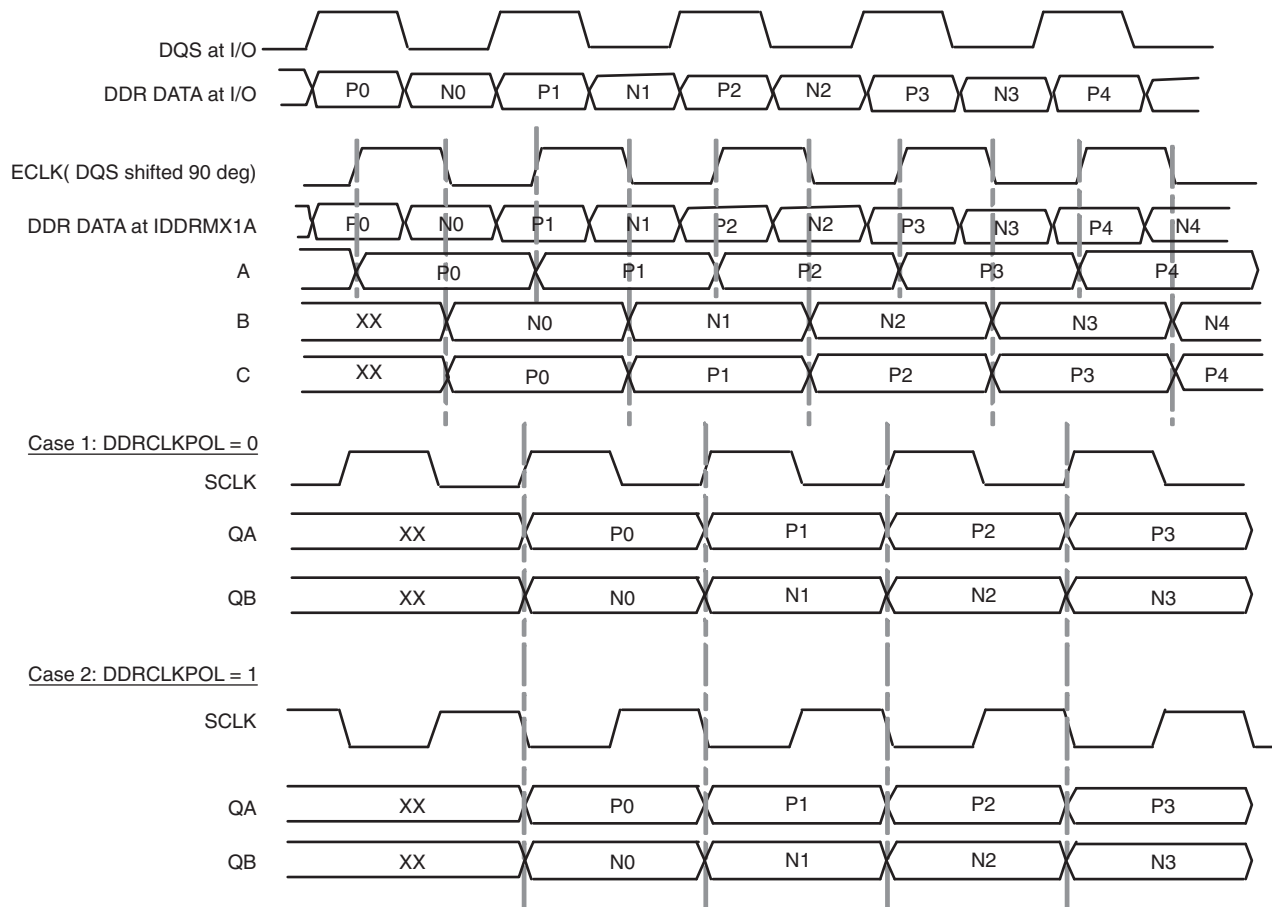 DQS at I/O
DDR DATA at I/O P0 N0 P1 N1 P2 N2 P3 N3 P4
ECLK( DQS shifted 90 deg)
DDR DATA at IDDRMX1A P0 N0 P1 N1 P2 N2 P3 N3 P4 N4
A P0 P1 P2 P3 P4
B XX N0 N1 N2 N3 N4
C XX P0 P1 P2 P3 P4
Case 1: DDRCLKPOL = 0
SCLK
QA XX P0 P1 P2 P3
QB XX N0 N1 N2 N3
Case 2: DDRCLKPOL = 1
SCLK
QA XX P0 P1 P2 P3
QB XX N0 N1 N2 N3